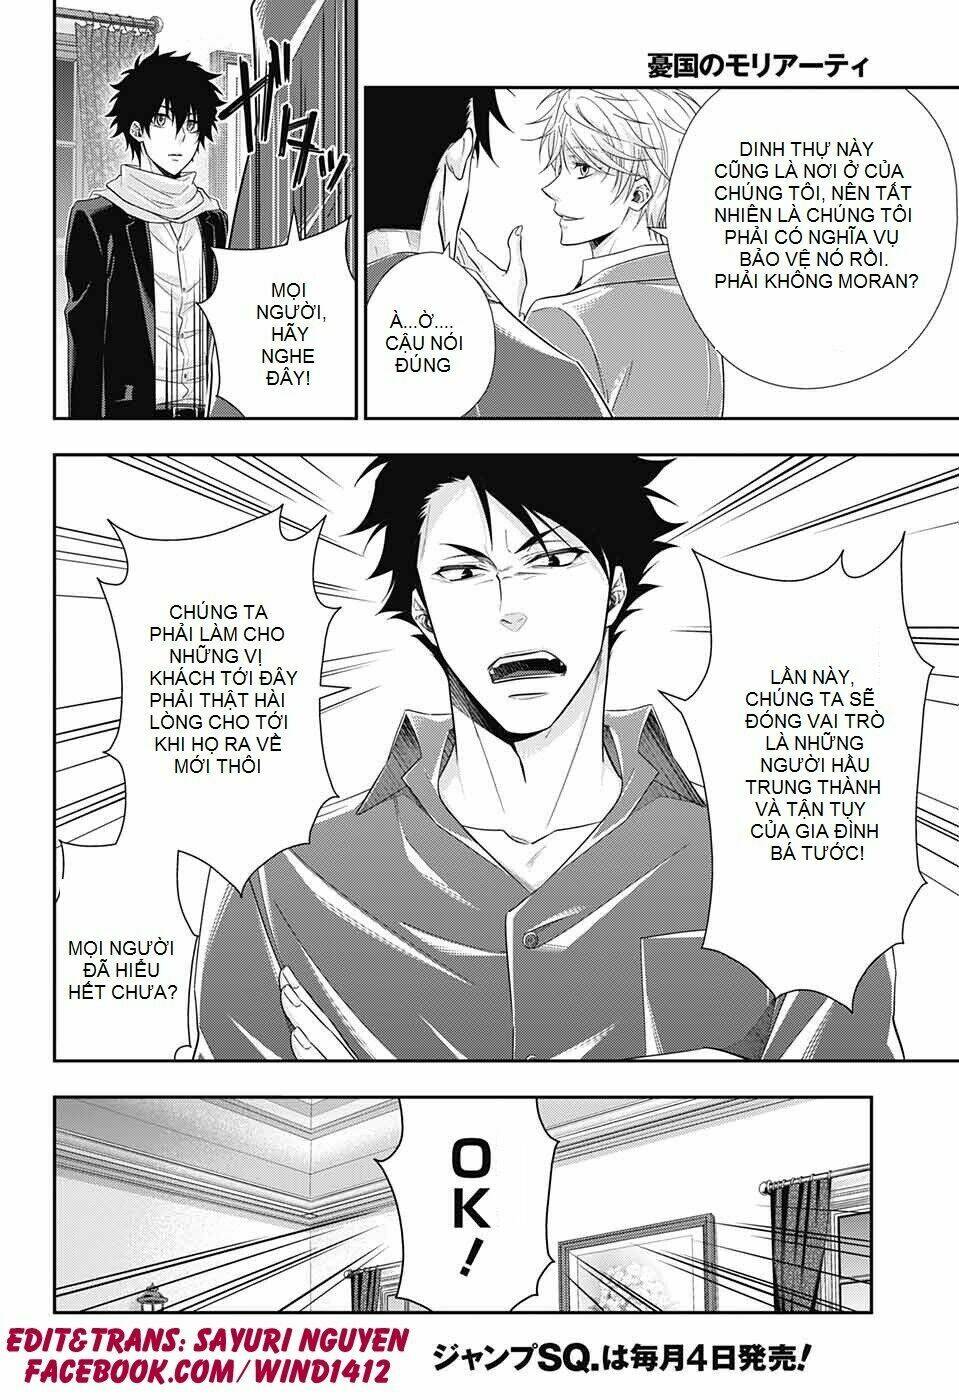 憂国のモリアーティ
DINH THỰ NÀY
CŨNG LÀ NƠI Ở CỦA
CHÚNG TÔI, NÊN TẤT
NHIÊN LÀ CHÚNG TÔI
PHẢI CÓ NGHĨA VỤ
BẢO VỆ NÓ RỒI.
PHẢI KHÔNG MORAN?
À...Ờ....
CẬU NÓI
ĐÚNG
ガタッ
MỌI
NGƯỜI,
HÃY
NGHE
ĐÂY!
LẦN NÀY,
CHÚNG TA SẼ
ĐÓNG VAI TRÒ
LÀ NHỮNG
NGƯỜI HẦU
TRUNG THÀNH
VÀ TẬN TỤY
CỦA GIA ĐÌNH
BÁ TƯỚC!
CHÚNG TA
PHẢI LÀM CHO
NHỮNG VỊ
KHÁCH TỚI ĐÂY
PHẢI THẬT HÀI
LÒNG CHO TỚI
KHI HỌ RA VỀ
MỚI THÔI
MỌI NGƯỜI
ĐÃ HIỂU
HẾT CHƯA?
OK!
EDIT&TRANS: SAYURI NGUYEN
FACEBOOK.COM/WIND1412
ジャンプSQ.は毎月4日発売!